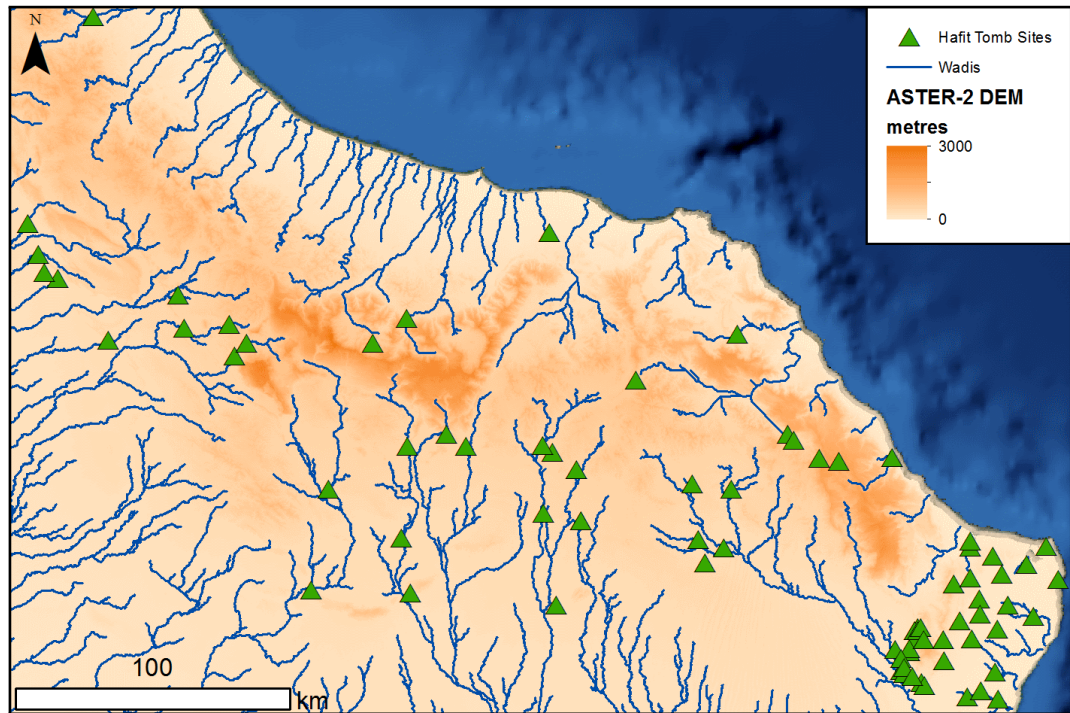 N
Hafit Tomb Sites
Wadis
ASTER-2 DEM
metres
3000
0
100
km